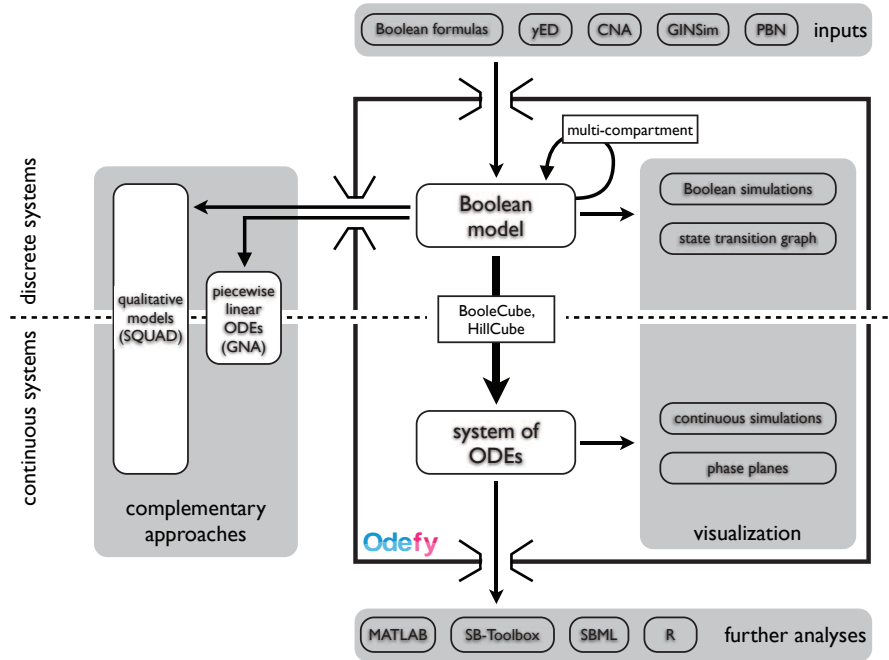 Boolean formulas yED CNA GINSim PBN inputs
multi-compartment
discrete systems
Boolean
model
Boolean simulations
state transition graph
qualitative
models
(SQUAD)
piecewise
linear
ODEs
(GNA)
BooleCube,
HillCube
continuous systems
system of
ODEs
continuous simulations
phase planes
complementary
approaches
visualization
Odefy
MATLAB SB-Toolbox SBML R further analyses